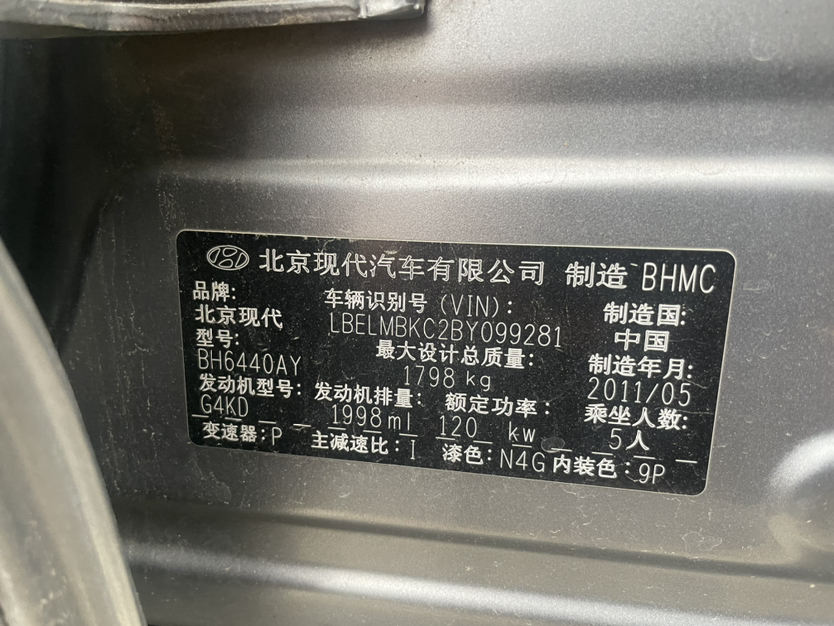 北京现代汽车有限公司 制造 BHMC
品牌: 车辆识别号 (VIN): 制造国:
北京现代 LBELMBKC2BY099281 中国
型号: 最大设计总质量: 制造年月:
BH6440AY 1798 kg 2011/05
发动机型号: 发动机排量: 额定功率: 乘坐人数:
G4KD 1998ml 120 kw 5人
变速器: P 主减速比: I 漆色: N4G 内装色: 9P